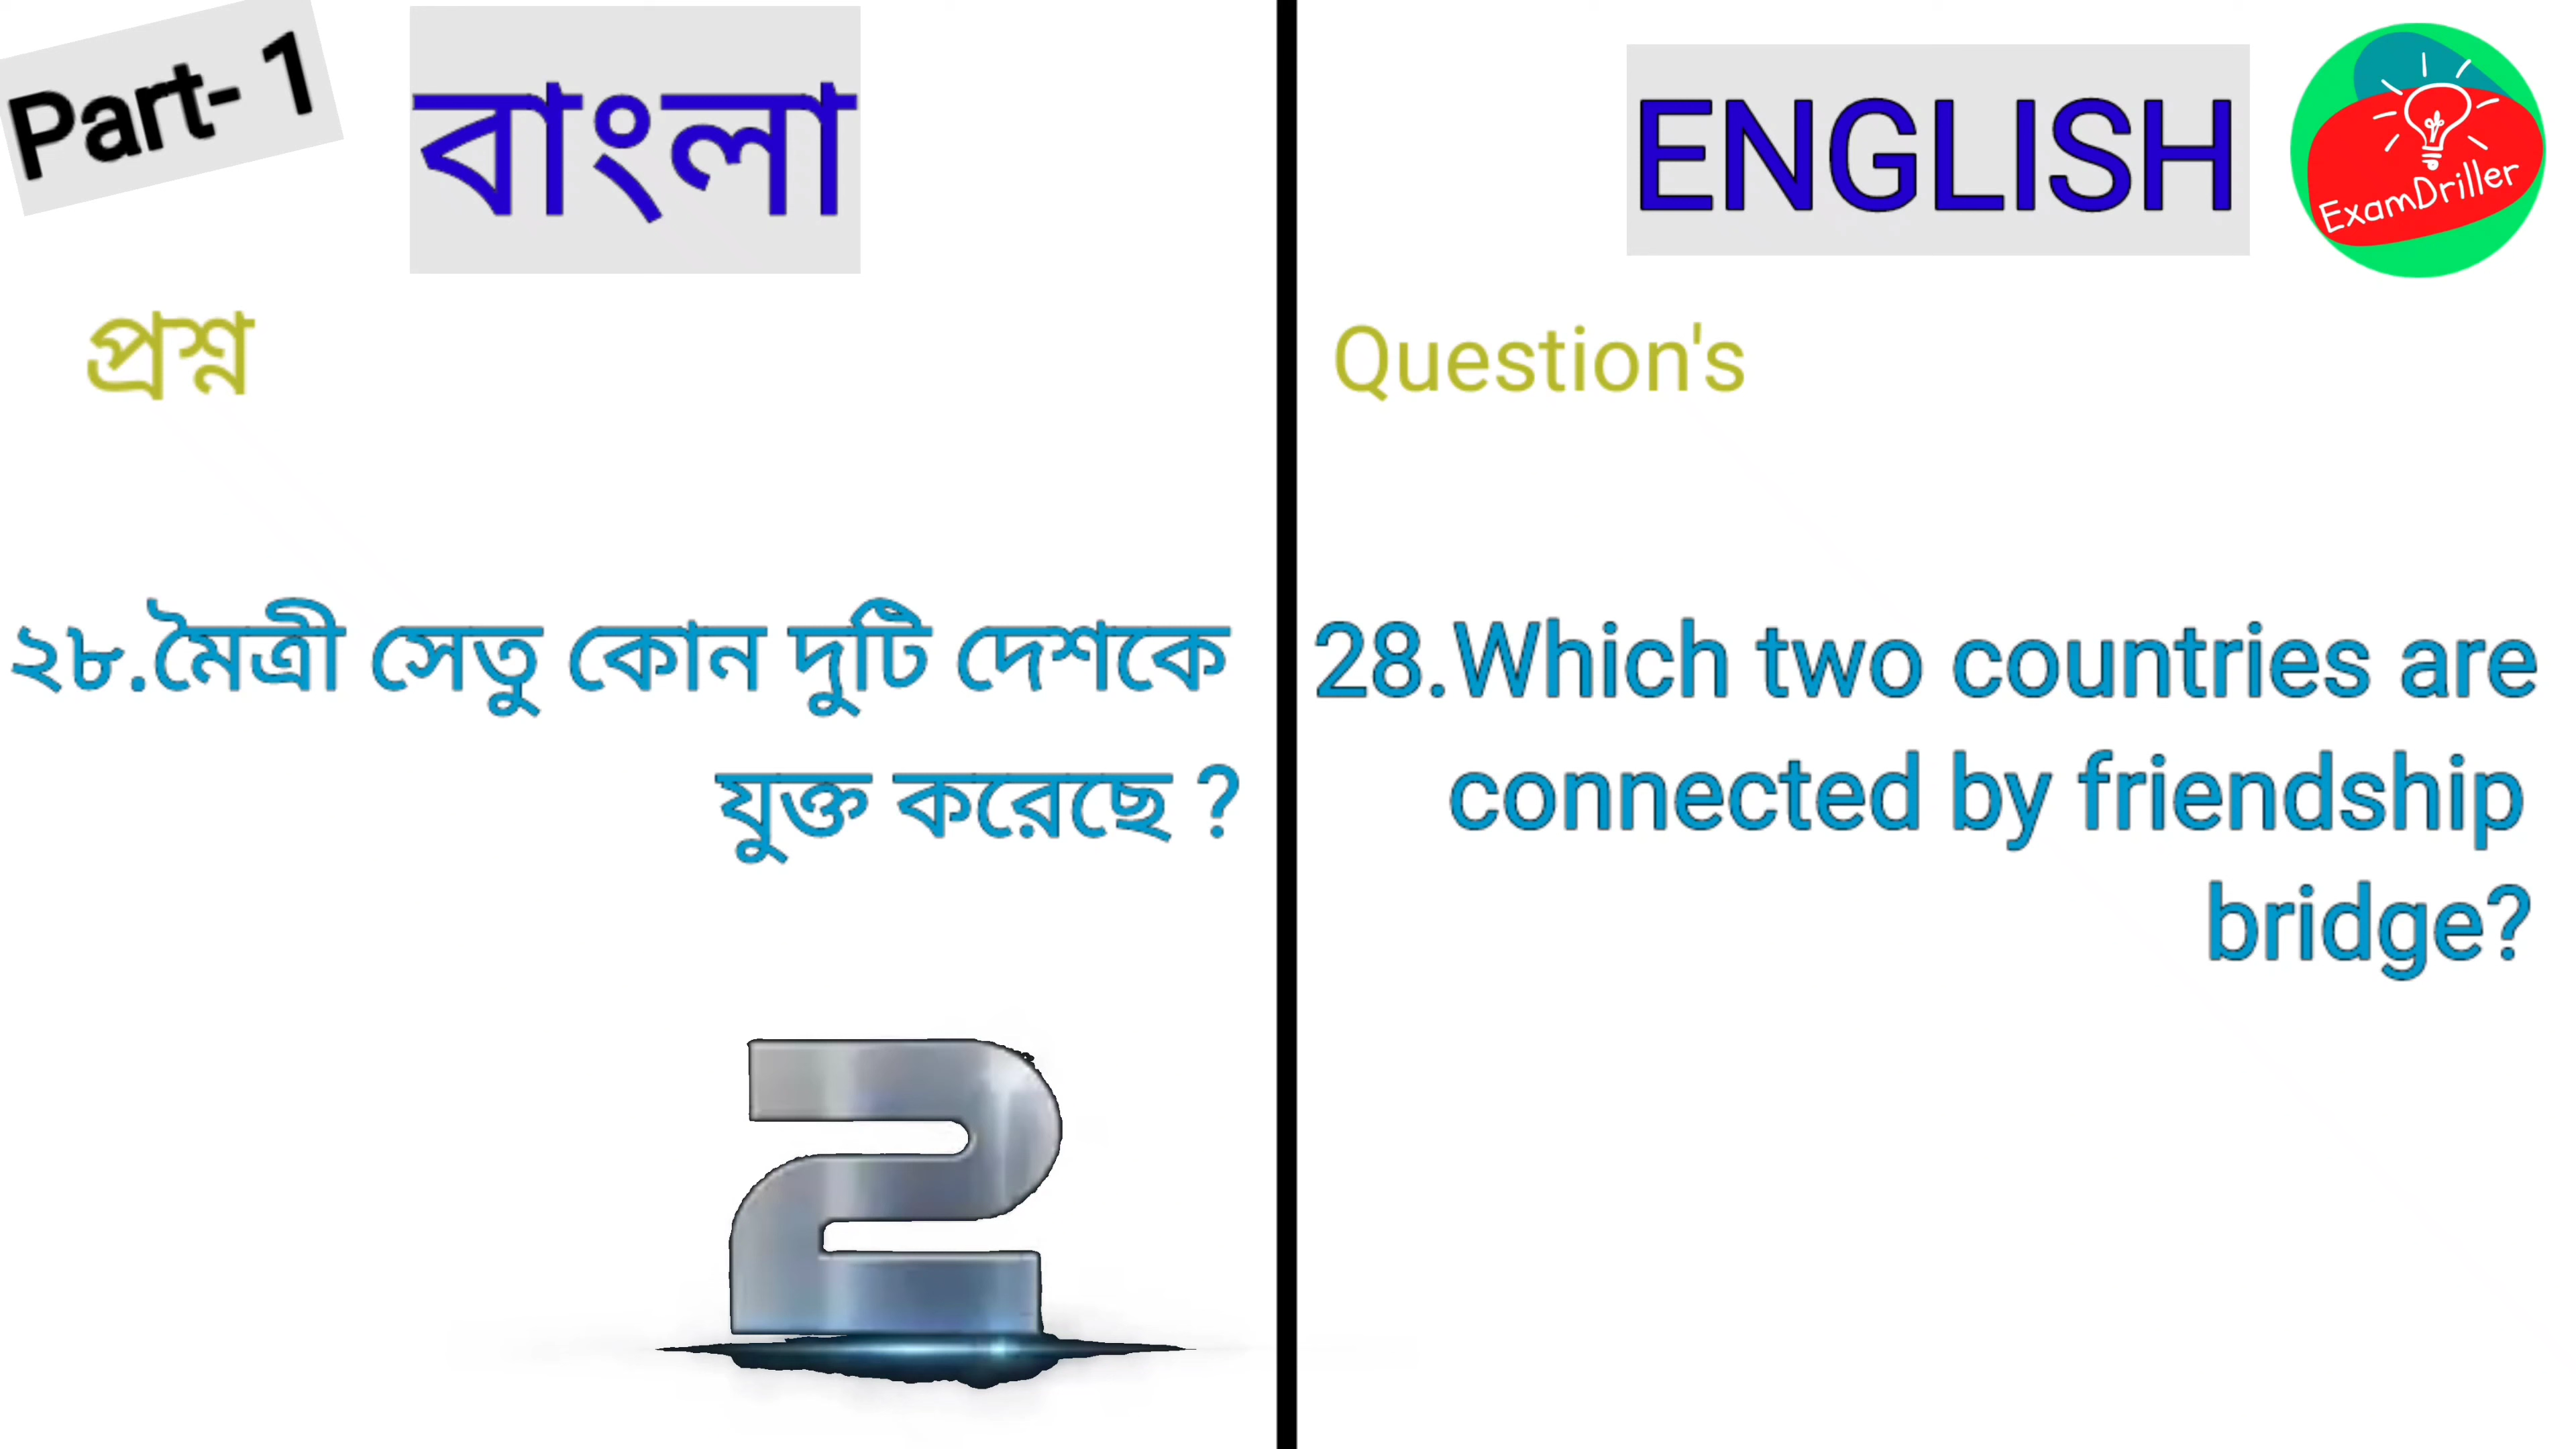 Part- 1
বাংলা
ENGLISH
ExamDriller
প্রশ্ন
Question's
২৮.মৈত্রী সেতু কোন দুটি দেশকে
যুক্ত করেছে ?
28.Which two countries are
connected by friendship
bridge?
2